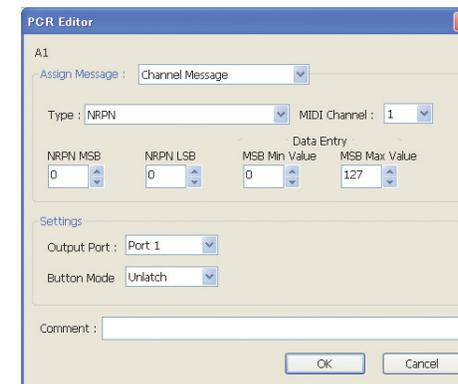 PCR Editor
A1
Assign Message : Channel Message
Type : NRPN MIDI Channel : 1
Data Entry
NRPN MSB NRPN LSB MSB Min Value MSB Max Value
0 0 0 127
Settings
Output Port : Port 1
Button Mode Unlatch
Comment :
OK Cancel